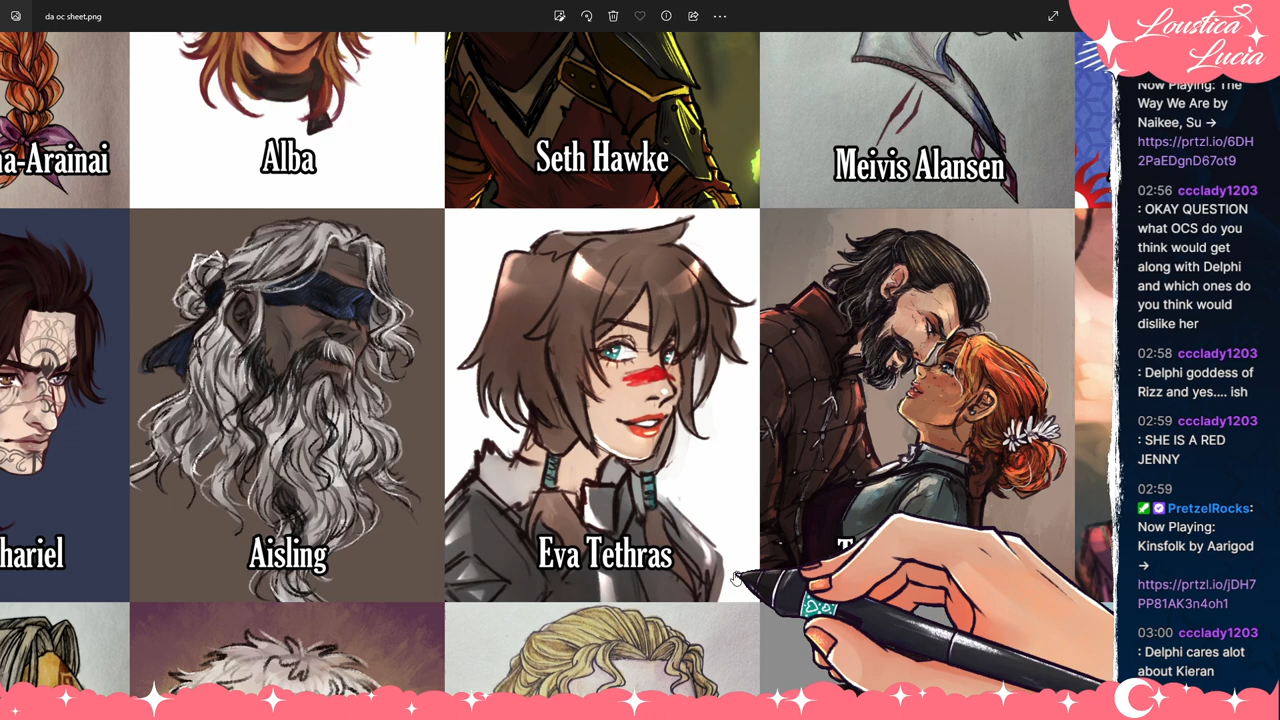 da oc sheet.png
Loustica
Lucia
na-Arainai
Alba
Seth Hawke
Meivis Alansen
hariel
Aisling
Eva Tethras
T
Now Playing: The
Way We Are by
Naikee, Su →
https://prtzl.io/6DH
2PaEDgnD67ot9
02:56 ccclady1203
: OKAY QUESTION
what OCS do you
think would get
along with Delphi
and which ones do
you think would
dislike her
02:58 ccclady1203
: Delphi goddess of
Rizz and yes.... ish
02:59 ccclady1203
: SHE IS A RED
JENNY
02:59
PretzelRocks:
Now Playing:
Kinsfolk by Aarigod
→
https://prtzl.io/jDH7
PP81AK3n4oh1
03:00 ccclady1203
: Delphi cares alot
about Kieran